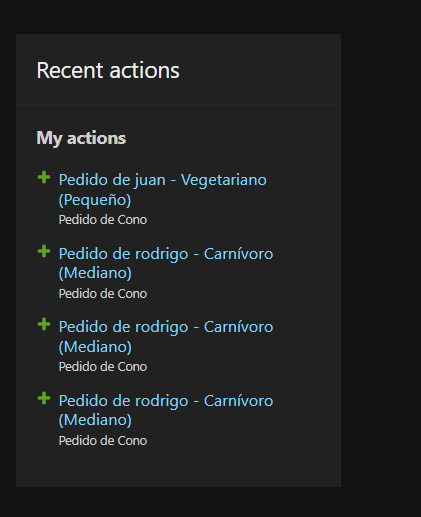 Recent actions
My actions
Pedido de juan - Vegetariano
(Pequeño)
Pedido de Cono
Pedido de rodrigo - Carnívoro
(Mediano)
Pedido de Cono
Pedido de rodrigo - Carnívoro
(Mediano)
Pedido de Cono
Pedido de rodrigo - Carnívoro
(Mediano)
Pedido de Cono